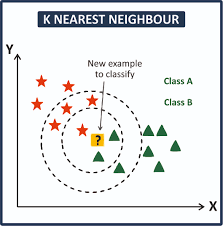 K NEAREST NEIGHBOUR
Y
New example
to classify
Class A
Class B
?
X